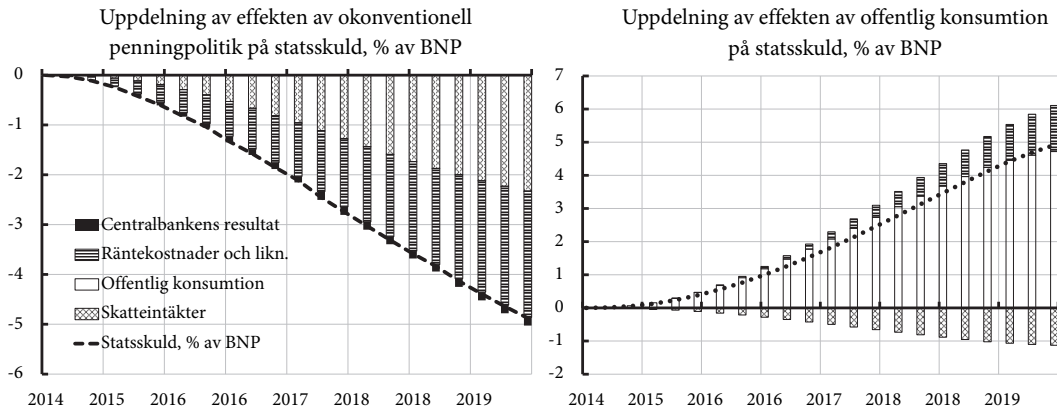 Uppdelning av effekten av okonventionell
penningpolitik på statsskuld, % av BNP
0
-1
-2
-3
-4
-5
-6
Centralbankens resultat
Räntekostnader och likn.
Offentlig konsumtion
Skatteintäkter
Statsskuld, % av BNP
2014 2015 2016 2016 2017 2018 2018 2019
Uppdelning av effekten av offentlig konsumtion
på statsskuld, % av BNP
7
6
5
4
3
2
1
0
-1
-2
2014 2015 2016 2016 2017 2018 2018 2019